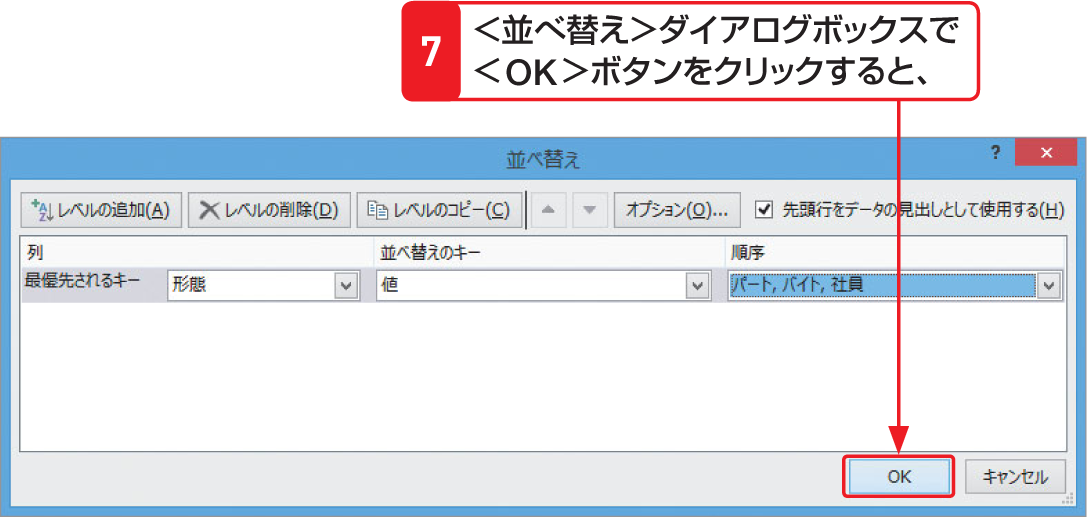 7
＜並べ替え＞ダイアログボックスで
＜OK＞ボタンをクリックすると、
並べ替え
? ×
レベルの追加(A) レベルの削除(D) レベルのコピー(C) オプション(O)... 先頭行をデータの見出しとして使用する(H)
列 並べ替えのキー 順序
最優先されるキー 形態 値 パート, バイト, 社員
OK キャンセル